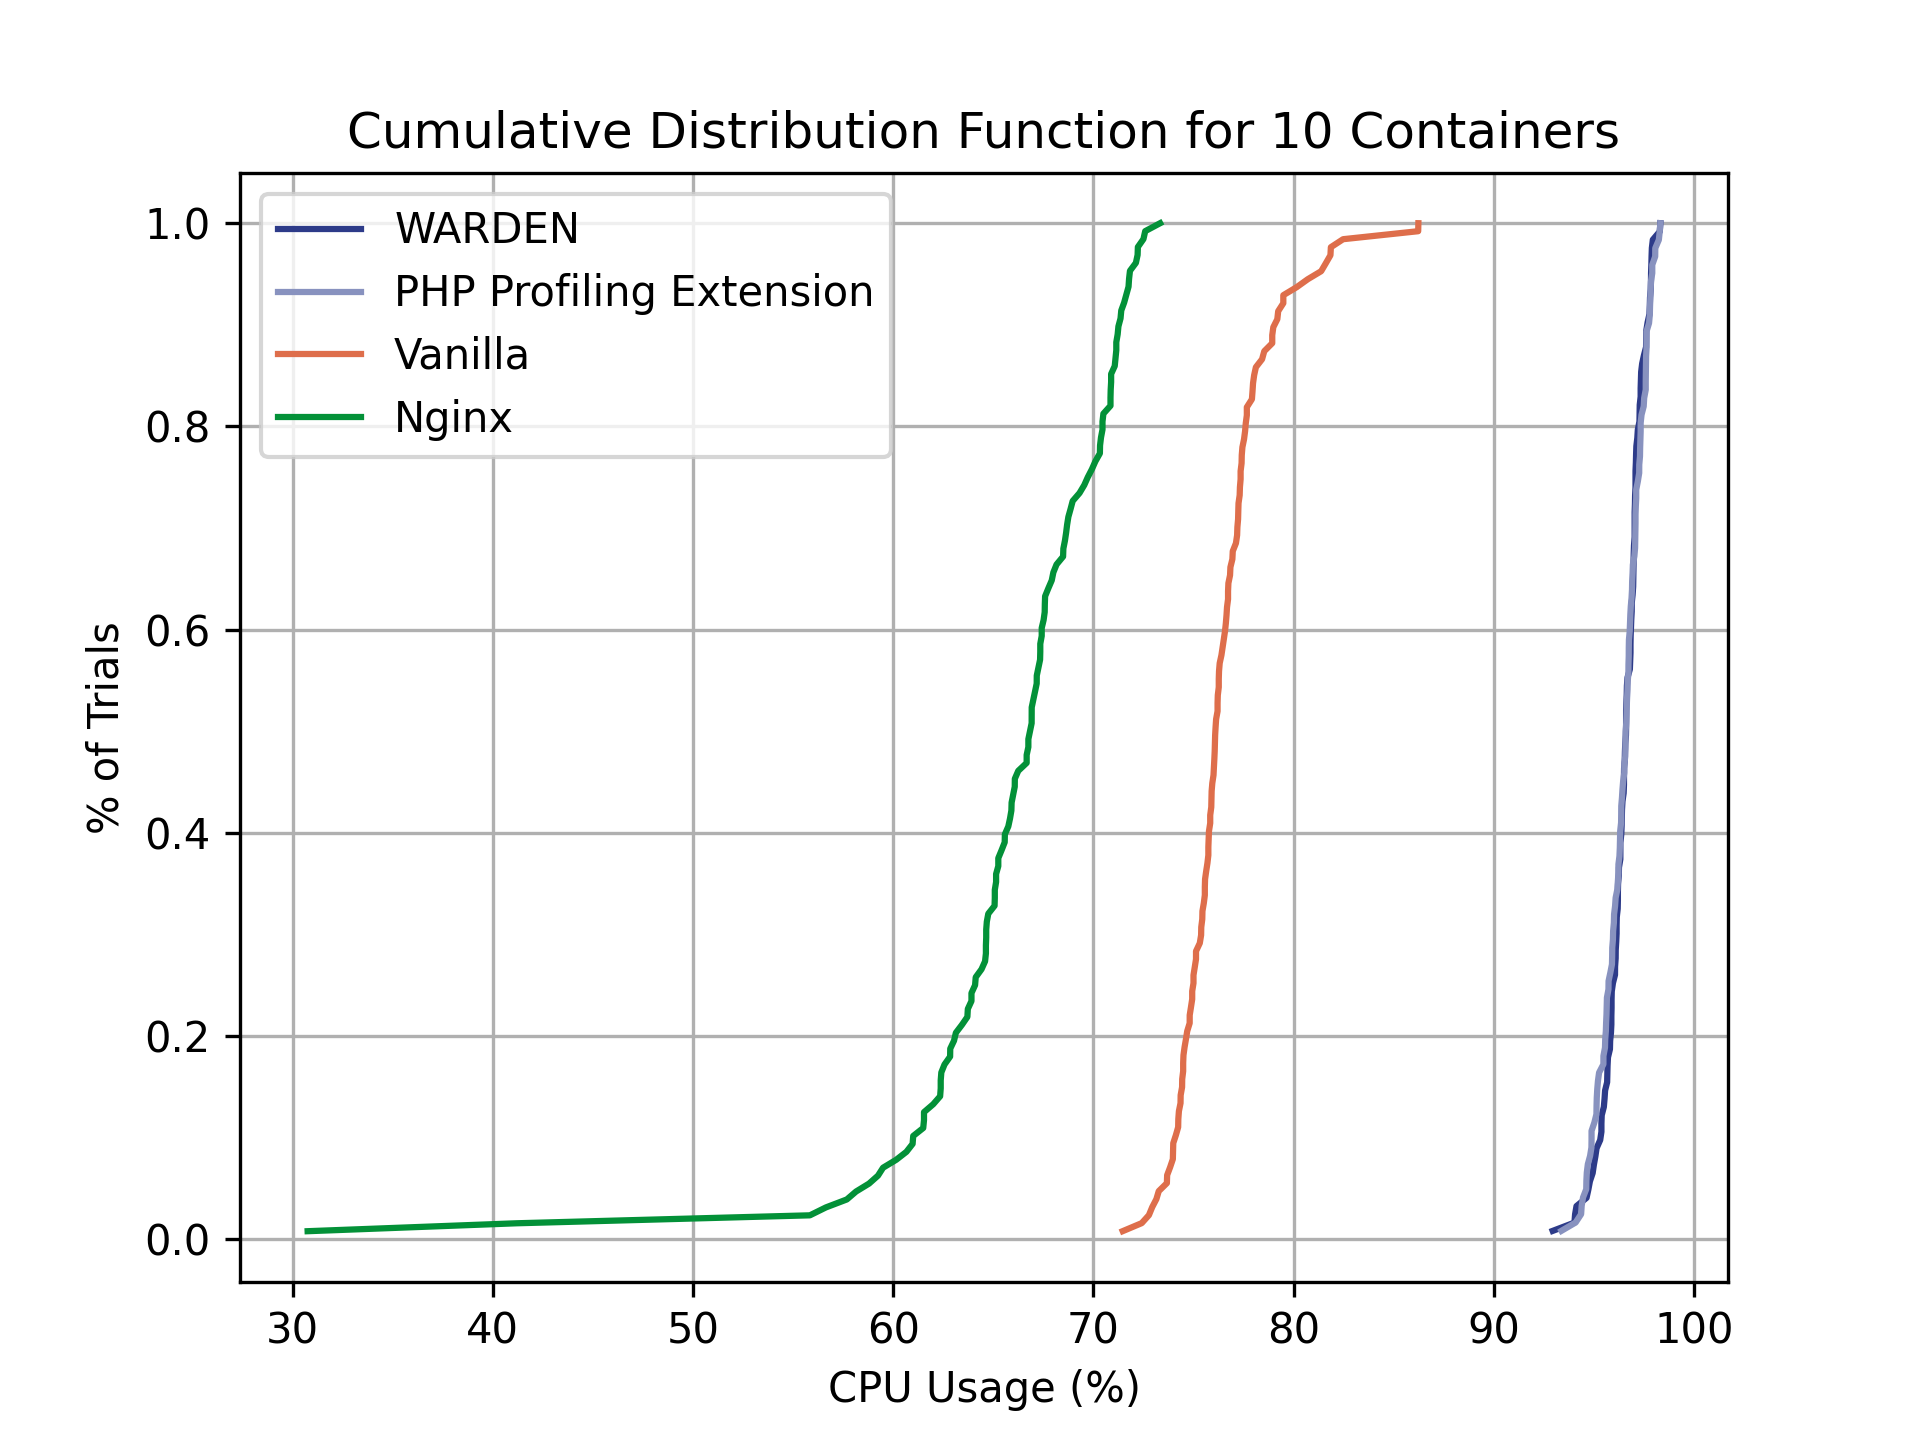 Cumulative Distribution Function for 10 Containers
WARDEN
PHP Profiling Extension
Vanilla
Nginx
1.0
0.8
0.6
0.4
0.2
0.0
% of Trials
30 40 50 60 70 80 90 100
CPU Usage (%)